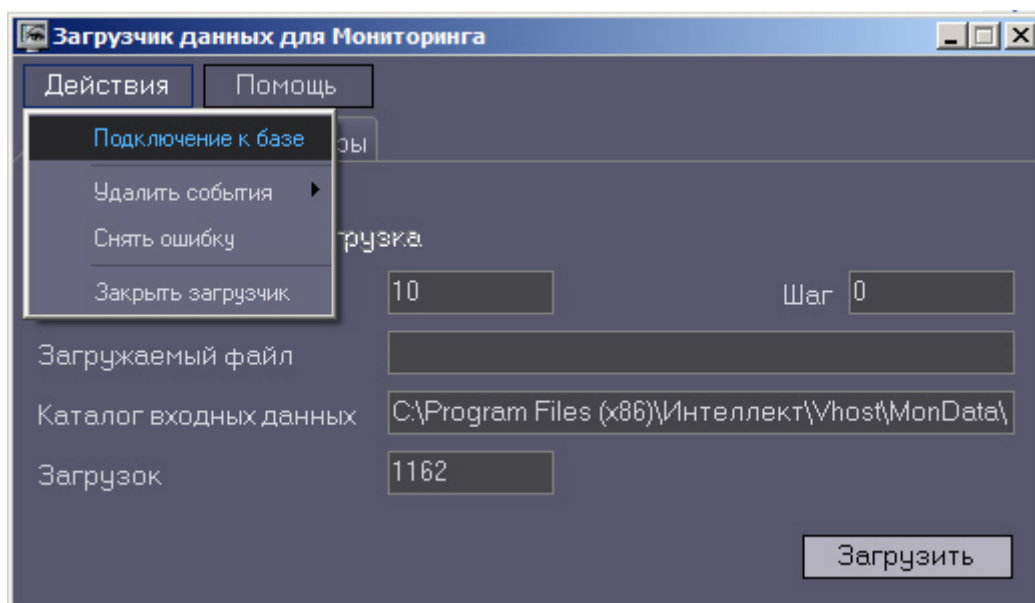 Загрузчик данных для Мониторинга
Действия Помощь
Подключение к базе
Удалить события
Снять ошибку
Закрыть загрузчик
10 Шаг 0
Загружаемый файл
Каталог входных данных C:\Program Files (x86)\Интеллект\Vhost\MonData\
Загрузок 1162
Загрузить